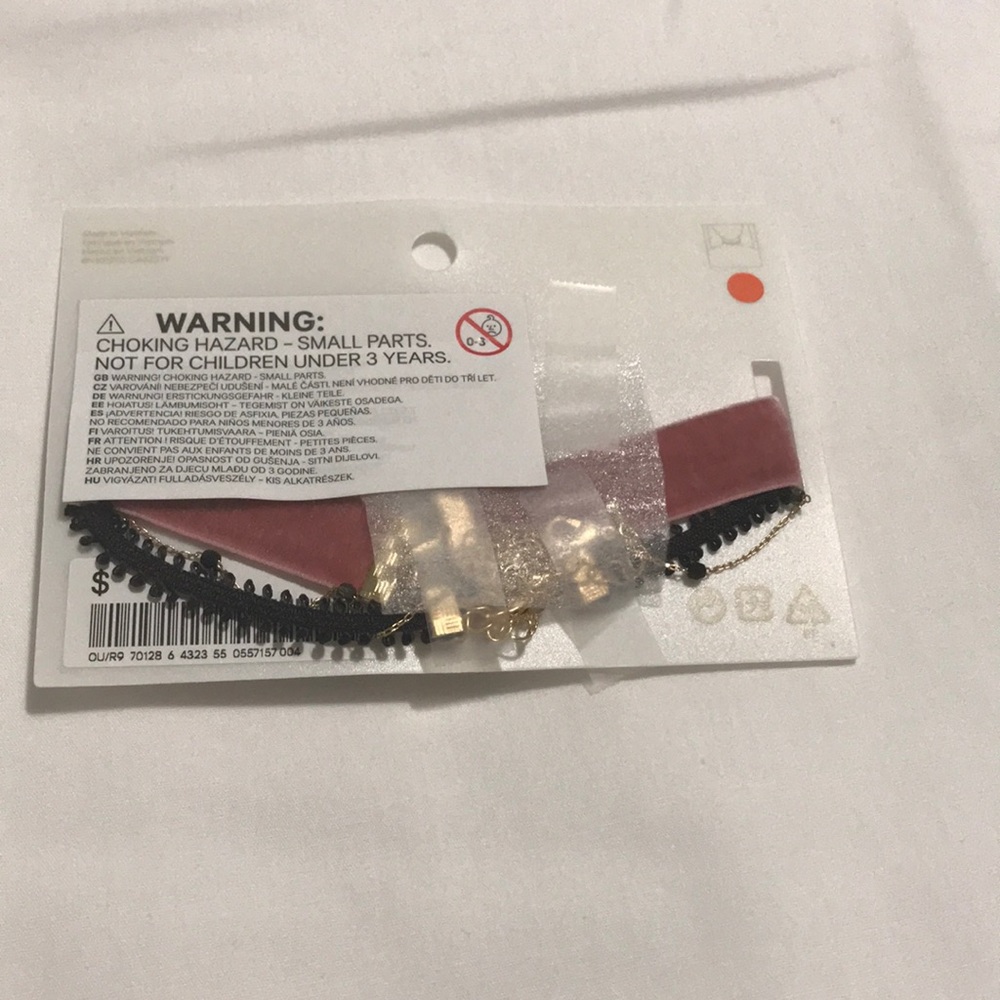 WARNING:
CHOKING HAZARD – SMALL PARTS.
NOT FOR CHILDREN UNDER 3 YEARS.
0-3
GB WARNING! CHOKING HAZARD - SMALL PARTS.
CZ VAROVÁNÍ! NEBEZPEČÍ UDUŠENÍ - MALÉ ČÁSTI, NENÍ VHODNÉ PRO DĚTI DO TŘÍ LET.
DE WARNUNG! ERSTICKUNGSGEFAHR - KLEINE TEILE.
EE HOIATUS! LÄMBUMISOHT – TEGEMIST ON VÄIKESTE OSADEGA.
ES ¡ADVERTENCIA! RIESGO DE ASFIXIA, PIEZAS PEQUEÑAS.
NO RECOMENDADO PARA NIÑOS MENORES DE 3 AÑOS.
FI VAROITUS! TUKEHTUMISVAARA – PIENIÄ OSIA.
FR ATTENTION ! RISQUE D'ÉTOUFFEMENT - PETITES PIÈCES.
NE CONVIENT PAS AUX ENFANTS DE MOINS DE 3 ANS.
HR UPOZORENJE! OPASNOST OD GUŠENJA - SITNI DIJELOVI.
ZABRANJENO ZA DJECU MLAĐU OD 3 GODINE.
HU VIGYÁZAT! FULLADÁSVESZÉLY – KIS ALKATRÉSZEK.
$
OU/R9 70128 6 4323 55 0557157 004